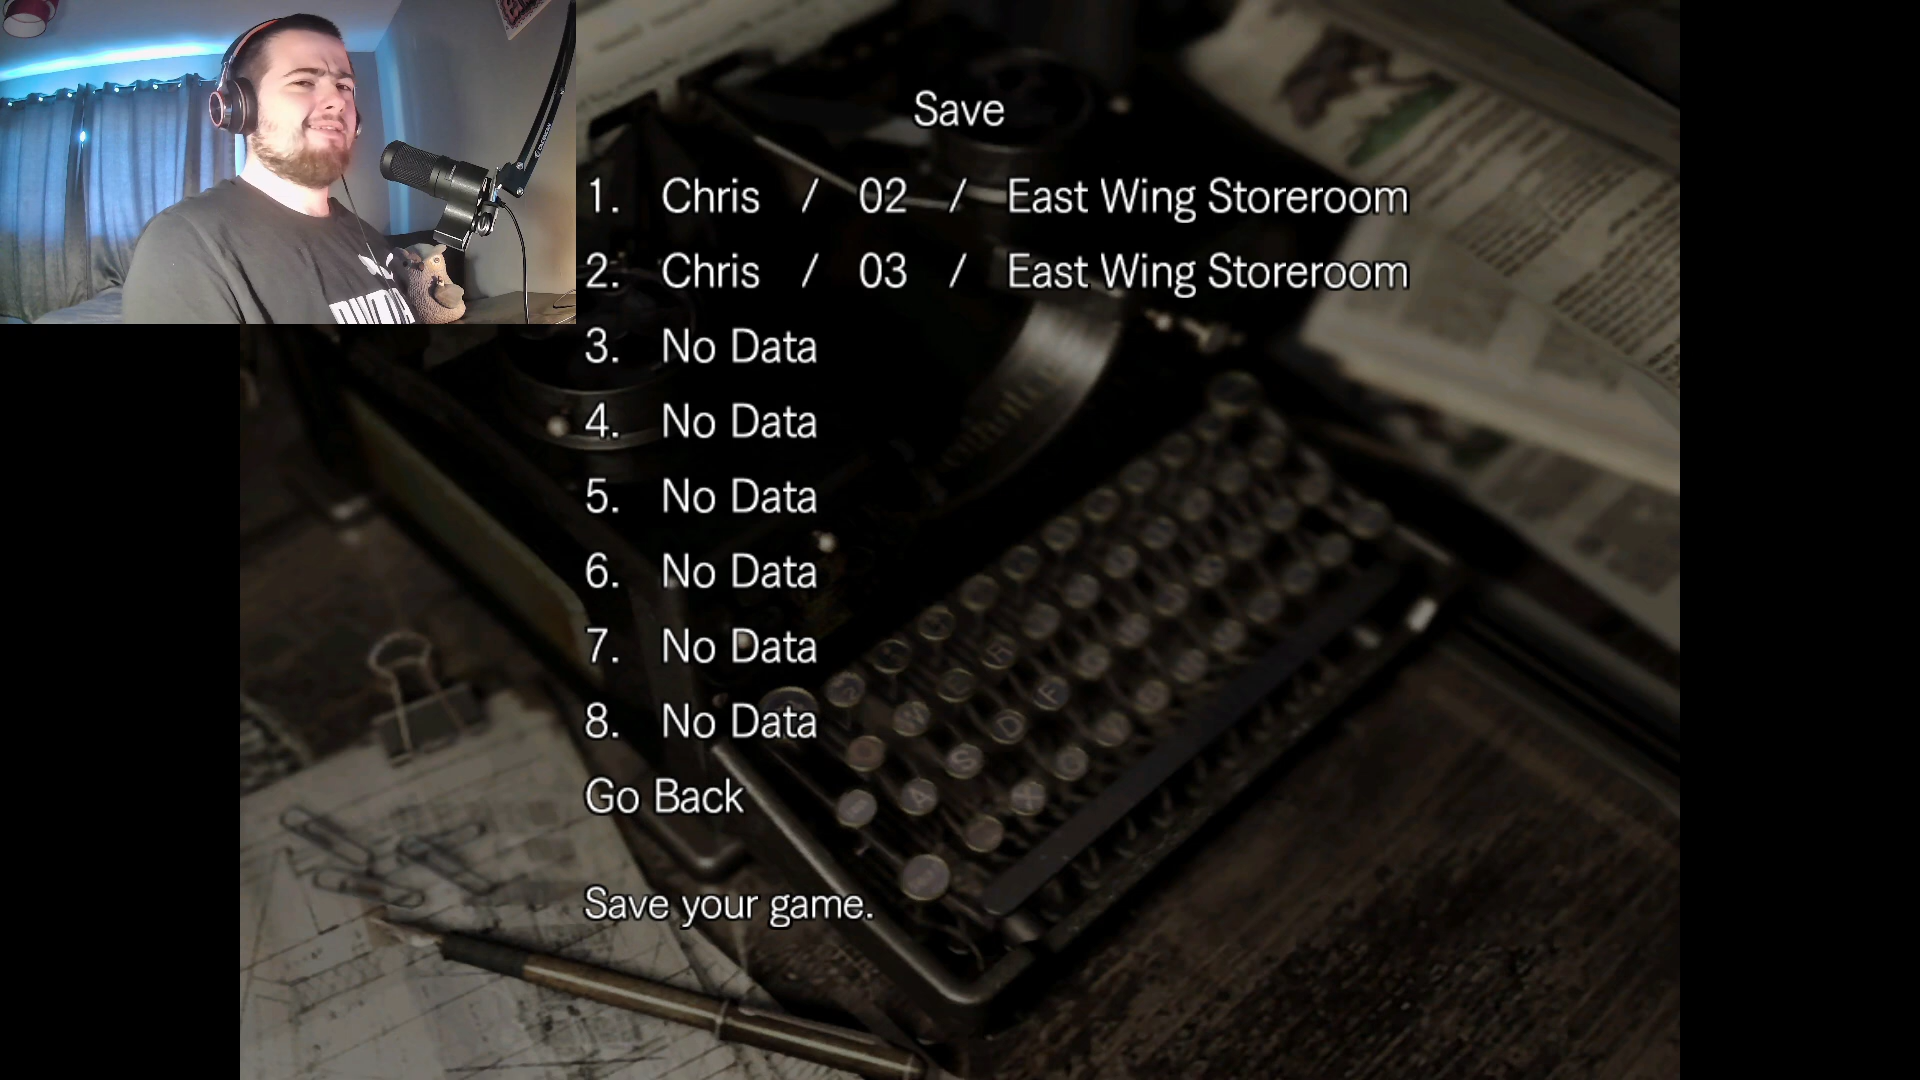 Save
1. Chris / 02 / East Wing Storeroom
2. Chris / 03 / East Wing Storeroom
3. No Data
4. No Data
5. No Data
6. No Data
7. No Data
8. No Data
Go Back
Save your game.